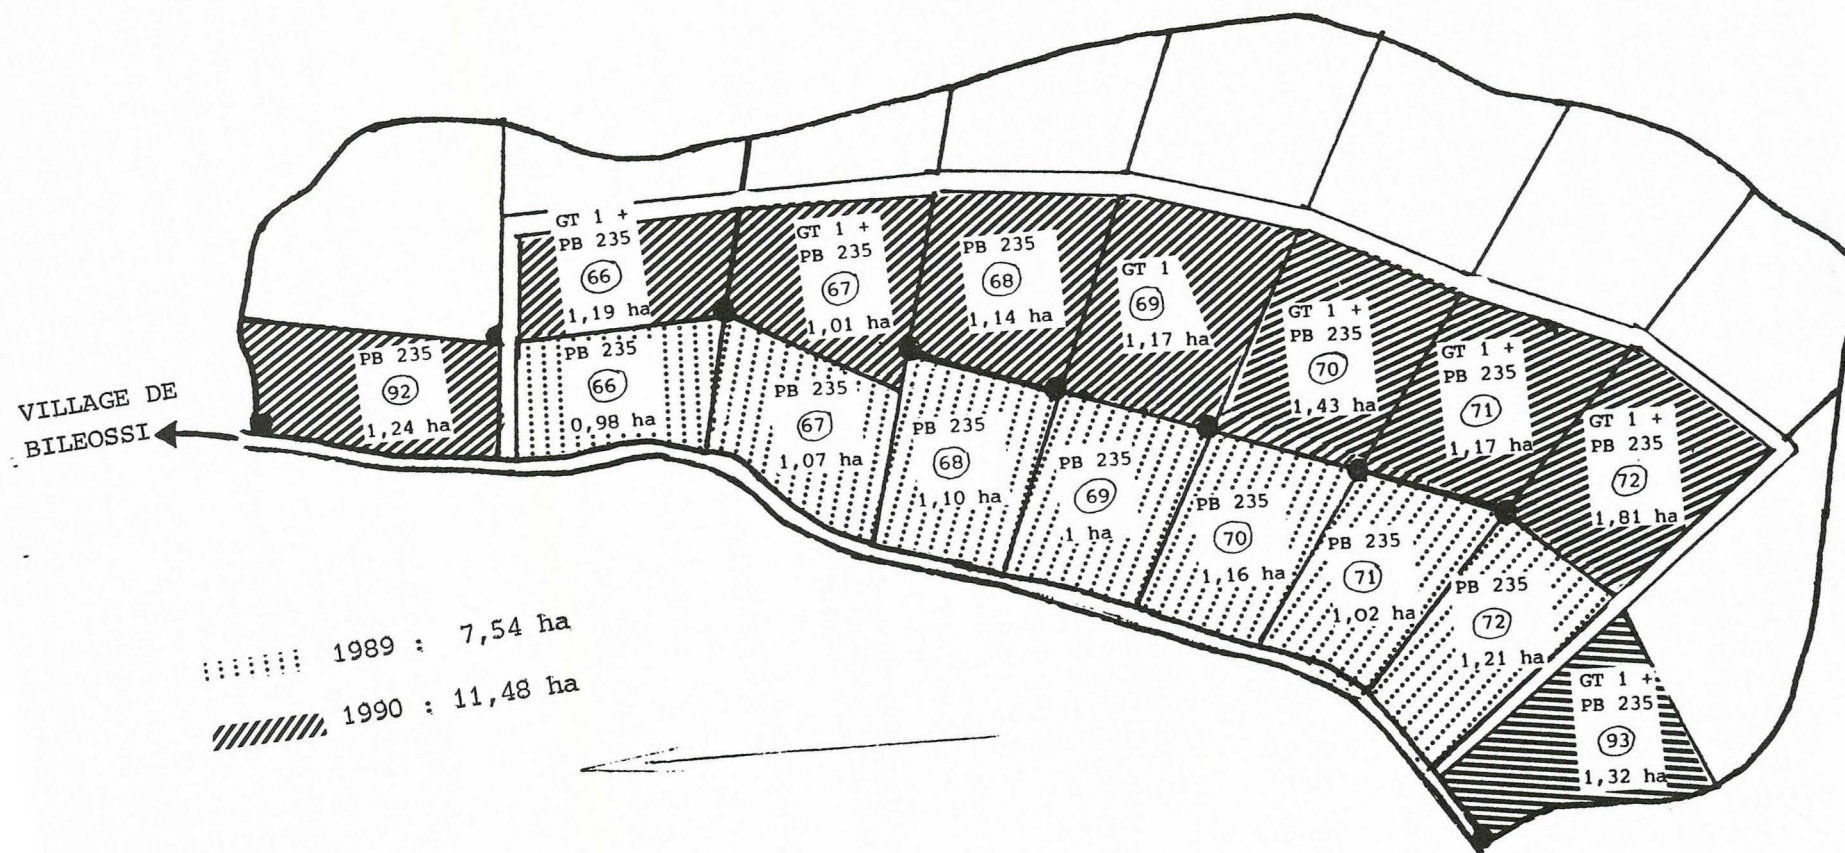 GT 1 +
PB 235
66
1,19 ha
GT 1 +
PB 235
67
1,01 ha
PB 235
68
1,14 ha
GT 1
69
1,17 ha
GT 1 +
PB 235
70
1,43 ha
GT 1 +
PB 235
71
1,17 ha
GT 1 +
PB 235
72
1,81 ha
PB 235
92
1,24 ha
PB 235
66
0,98 ha
PB 235
67
1,07 ha
PB 235
68
1,10 ha
PB 235
69
1 ha
PB 235
70
1,16 ha
PB 235
71
1,02 ha
PB 235
72
1,21 ha
GT 1 +
PB 235
93
1,32 ha
VILLAGE DE
BILEOSSI
1989 : 7,54 ha
1990 : 11,48 ha